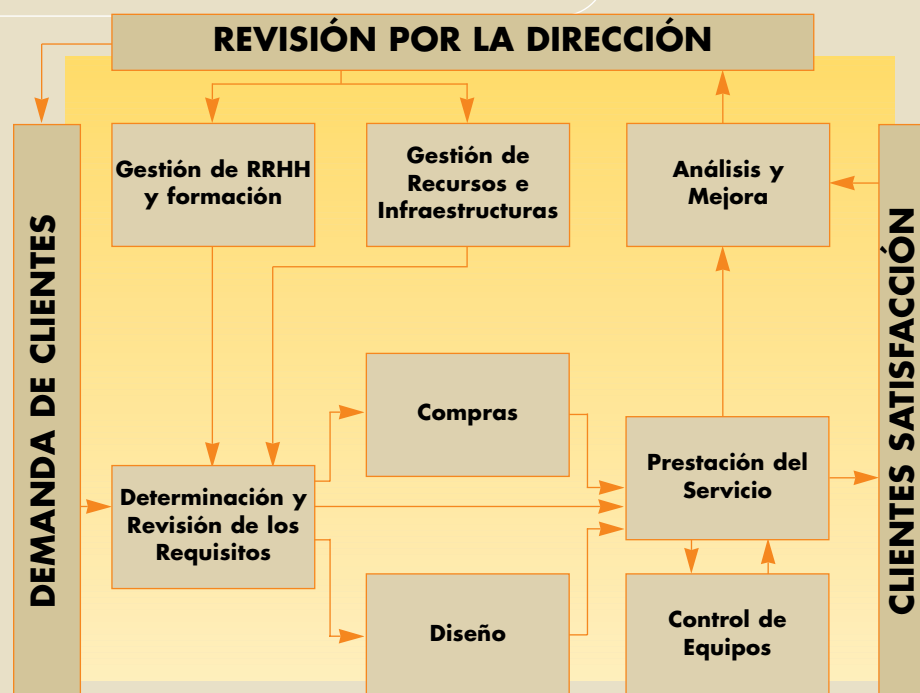 REVISIÓN POR LA DIRECCIÓN
Gestión de RRHH
y formación
Gestión de
Recursos e
Infraestructuras
Análisis y
Mejora
DEMANDA DE CLIENTES
CLIENTES SATISFACCIÓN
Compras
Prestación del
Servicio
Determinación y
Revisión de los
Requisitos
Diseño
Control de
Equipos